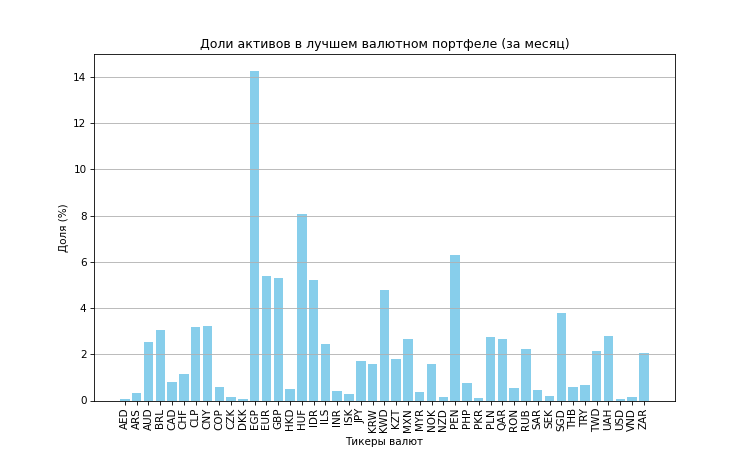 Доли активов в лучшем валютном портфеле (за месяц)
Доля (%)
14
12
10
8
6
4
2
0
AED
ARS
AUD
BRL
CAD
CHF
CLP
CNY
COP
CZK
DKK
EGP
EUR
GBP
HKD
HUF
IDR
ILS
INR
ISK
JPY
KRW
KWD
KZT
MXN
MYR
NOK
NZD
PEN
PHP
PKR
PLN
QAR
RON
RUB
SAR
SEK
SGD
THB
TRY
TWD
UAH
USD
VND
ZAR
Тикеры валют